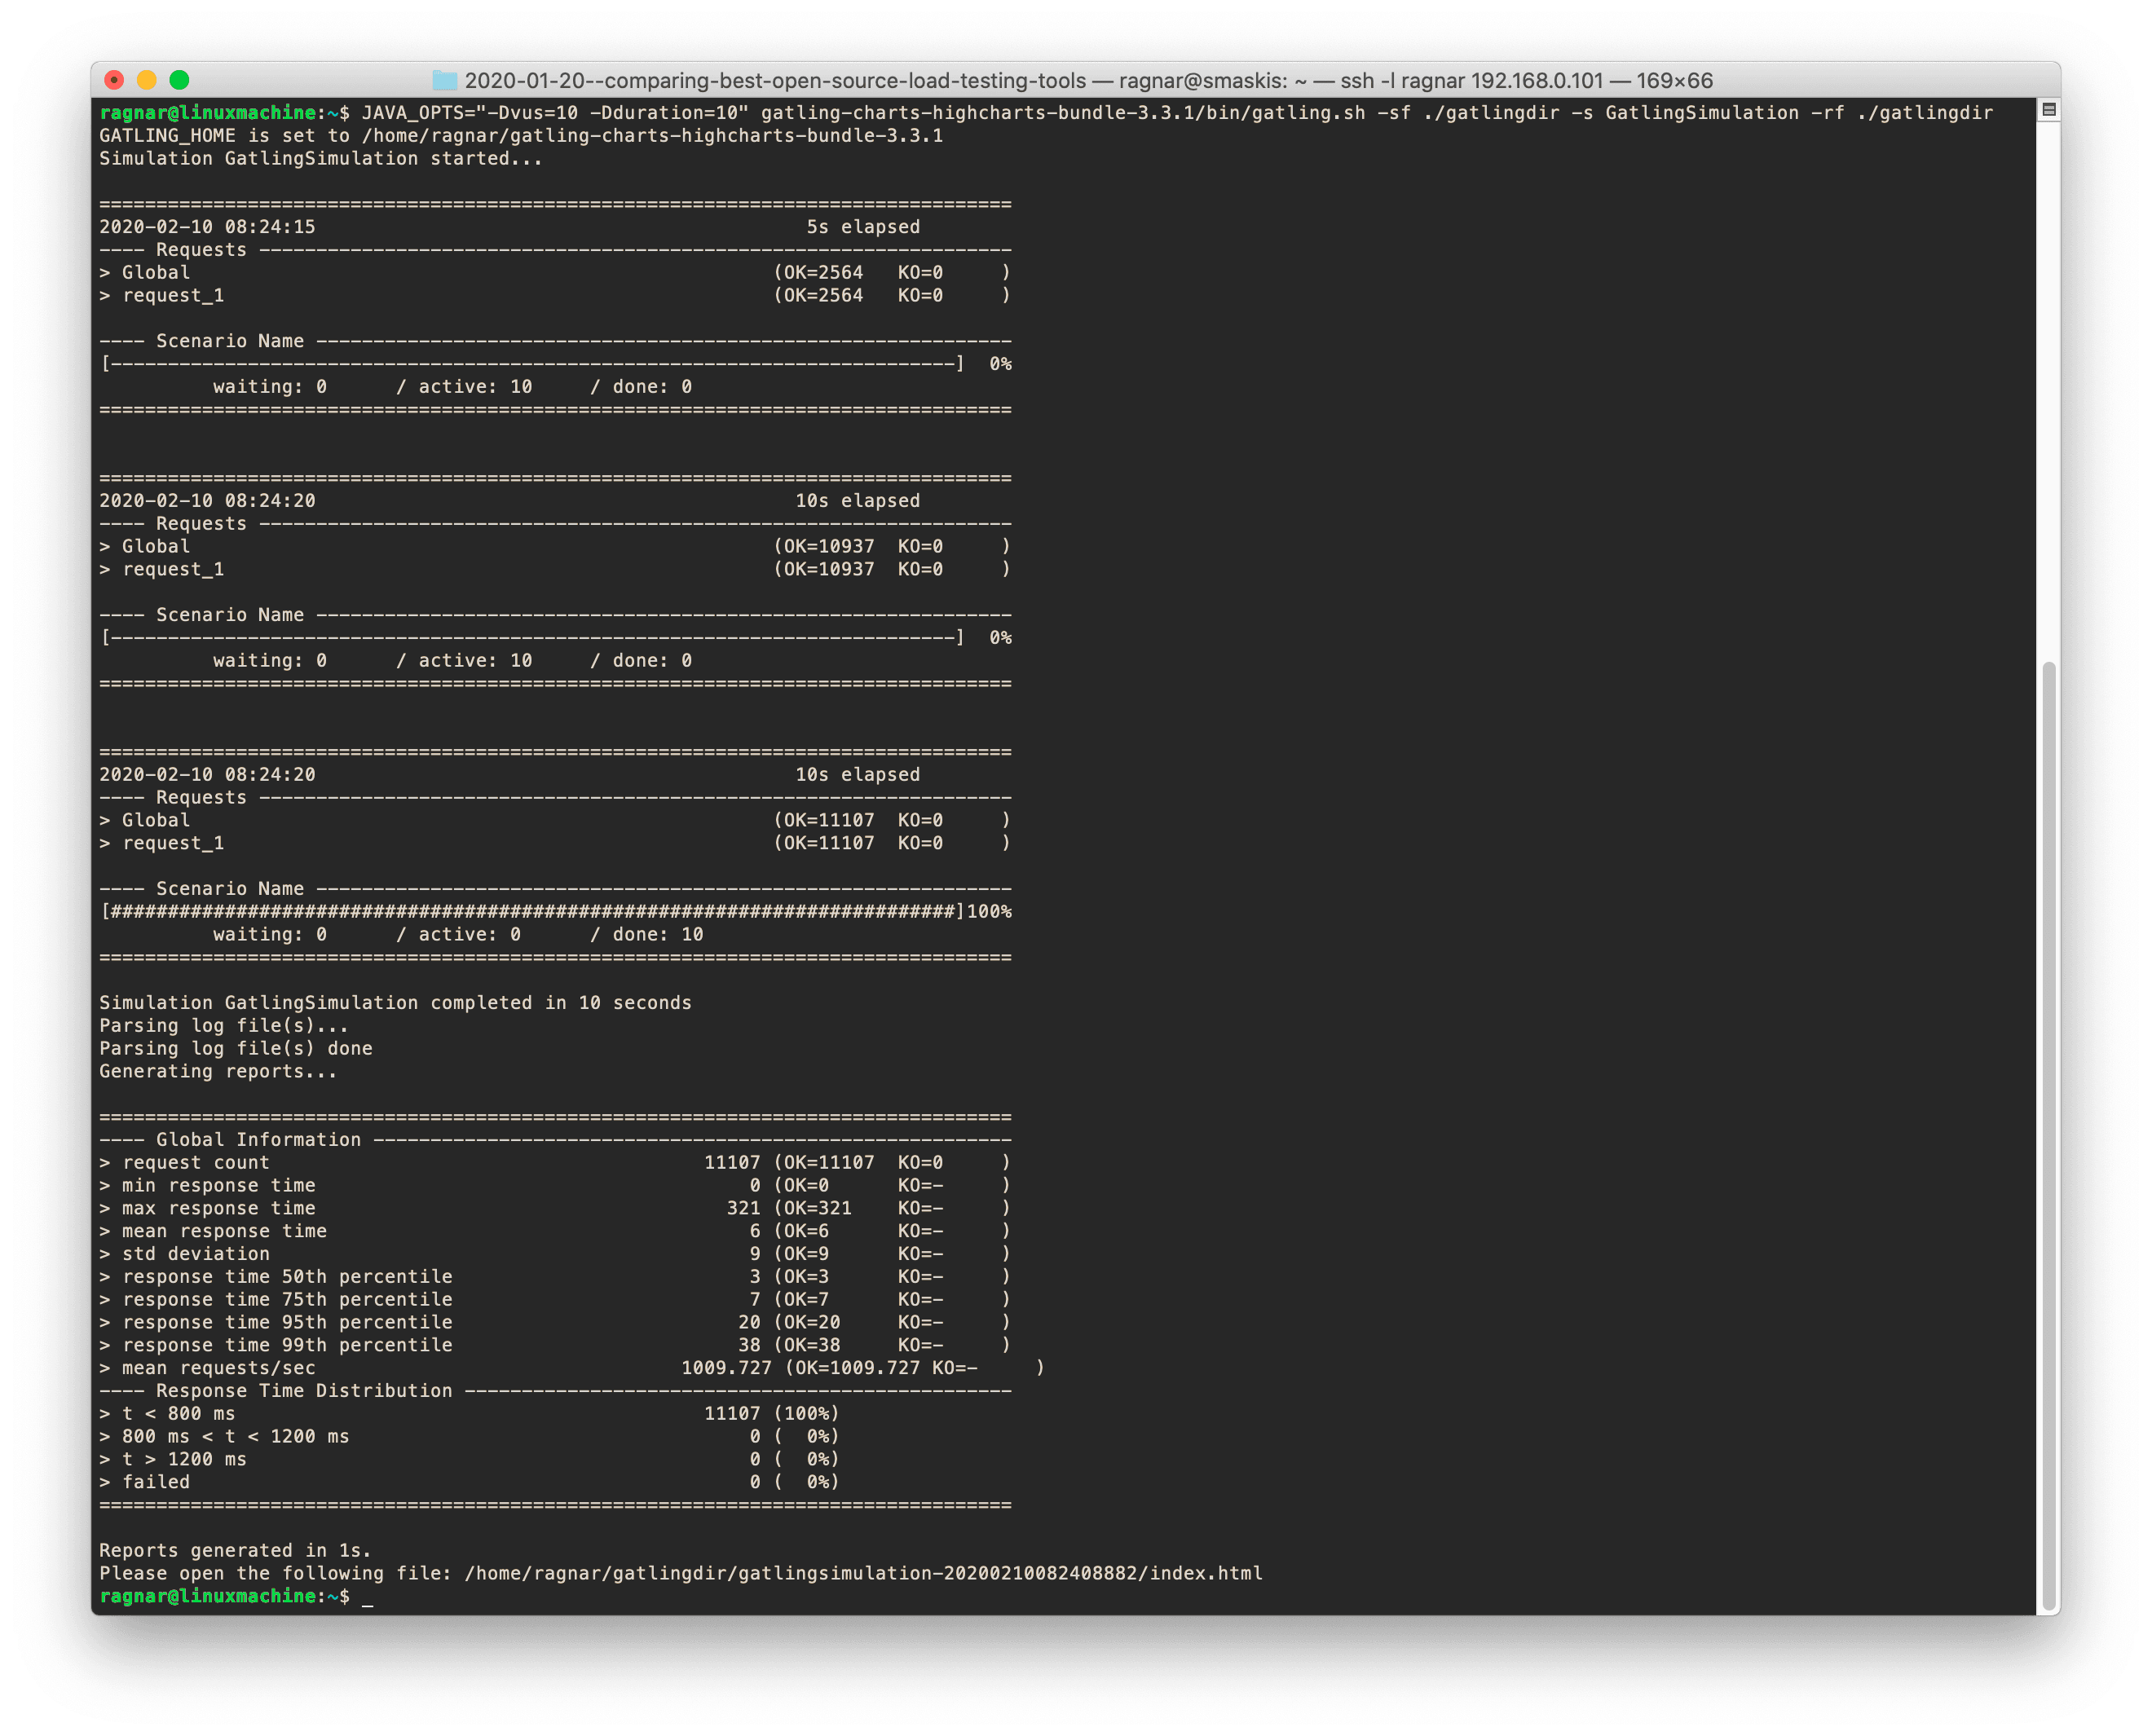 2020-01-20--comparing-best-open-source-load-testing-tools — ragnar@smaskis: ~ — ssh -l ragnar 192.168.0.101 — 169×66
ragnar@linuxmachine:~$ JAVA_OPTS="-Dvus=10 -Dduration=10" gatling-charts-highcharts-bundle-3.3.1/bin/gatling.sh -sf ./gatlingdir -s GatlingSimulation -rf ./gatlingdir
GATLING_HOME is set to /home/ragnar/gatling-charts-highcharts-bundle-3.3.1
Simulation GatlingSimulation started...
================================================================================
2020-02-10 08:24:15                                           5s elapsed
---- Requests ------------------------------------------------------------------
> Global                                                   (OK=2564   KO=0     )
> request_1                                                (OK=2564   KO=0     )
---- Scenario Name -------------------------------------------------------------
[--------------------------------------------------------------------------]  0%
          waiting: 0      / active: 10     / done: 0
================================================================================
================================================================================
2020-02-10 08:24:20                                          10s elapsed
---- Requests ------------------------------------------------------------------
> Global                                                   (OK=10937  KO=0     )
> request_1                                                (OK=10937  KO=0     )
---- Scenario Name -------------------------------------------------------------
[--------------------------------------------------------------------------]  0%
          waiting: 0      / active: 10     / done: 0
================================================================================
================================================================================
2020-02-10 08:24:20                                          10s elapsed
---- Requests ------------------------------------------------------------------
> Global                                                   (OK=11107  KO=0     )
> request_1                                                (OK=11107  KO=0     )
---- Scenario Name -------------------------------------------------------------
[##########################################################################]100%
          waiting: 0      / active: 0      / done: 10
================================================================================
Simulation GatlingSimulation completed in 10 seconds
Parsing log file(s)...
Parsing log file(s) done
Generating reports...
================================================================================
---- Global Information --------------------------------------------------------
> request count                                      11107 (OK=11107  KO=0     )
> min response time                                      0 (OK=0      KO=-     )
> max response time                                    321 (OK=321    KO=-     )
> mean response time                                     6 (OK=6      KO=-     )
> std deviation                                          9 (OK=9      KO=-     )
> response time 50th percentile                          3 (OK=3      KO=-     )
> response time 75th percentile                          7 (OK=7      KO=-     )
> response time 95th percentile                         20 (OK=20     KO=-     )
> response time 99th percentile                         38 (OK=38     KO=-     )
> mean requests/sec                                1009.727 (OK=1009.727 KO=-     )
---- Response Time Distribution ------------------------------------------------
> t < 800 ms                                         11107 (100%)
> 800 ms < t < 1200 ms                                   0 (  0%)
> t > 1200 ms                                            0 (  0%)
> failed                                                 0 (  0%)
================================================================================
Reports generated in 1s.
Please open the following file: /home/ragnar/gatlingdir/gatlingsimulation-20200210082408882/index.html
ragnar@linuxmachine:~$ _